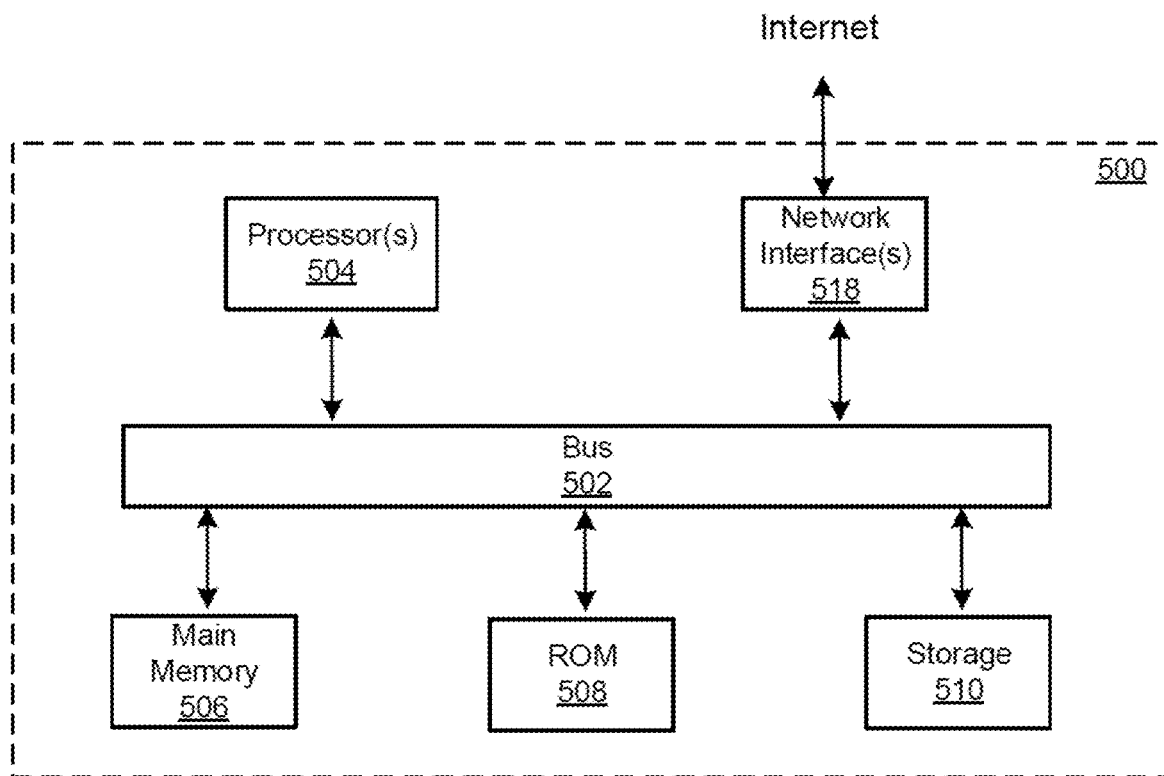 Internet
500
Processor(s)
504
Network
Interface(s)
518
Bus
502
Main
Memory
506
ROM
508
Storage
510